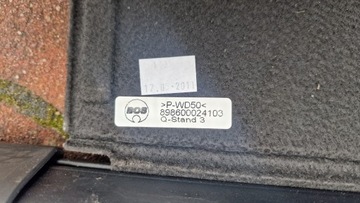 BOS
>P-WD50<
898600024103
Q-Stand 3